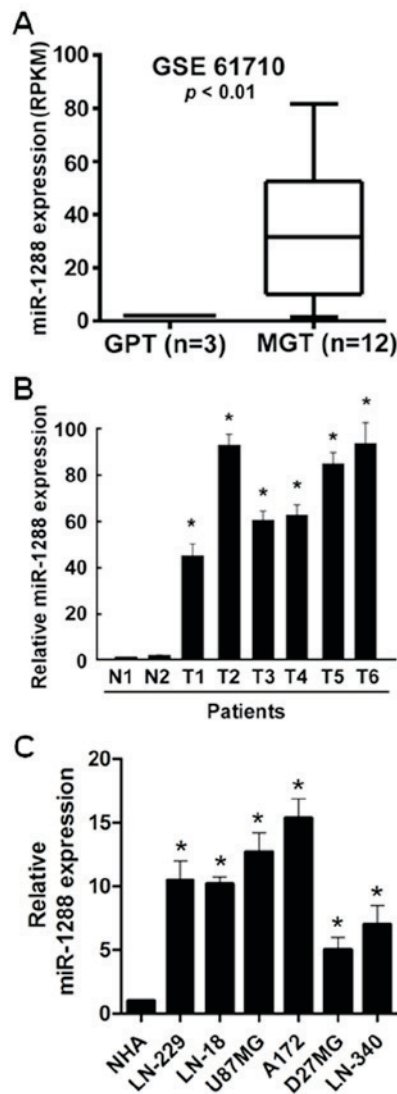 A
GSE 61710
p < 0.01
miR-1288 expression (RPKM)
100
80
60
40
20
0
GPT (n=3)
MGT (n=12)
B
Relative miR-1288 expression
100
80
60
40
20
0
*
*
*
*
*
*
N1 N2 T1 T2 T3 T4 T5 T6
Patients
C
Relative
miR-1288 expression
20
15
10
5
0
*
*
*
*
*
*
NHA
LN-229
LN-18
U87MG
A172
D27MG
LN-340